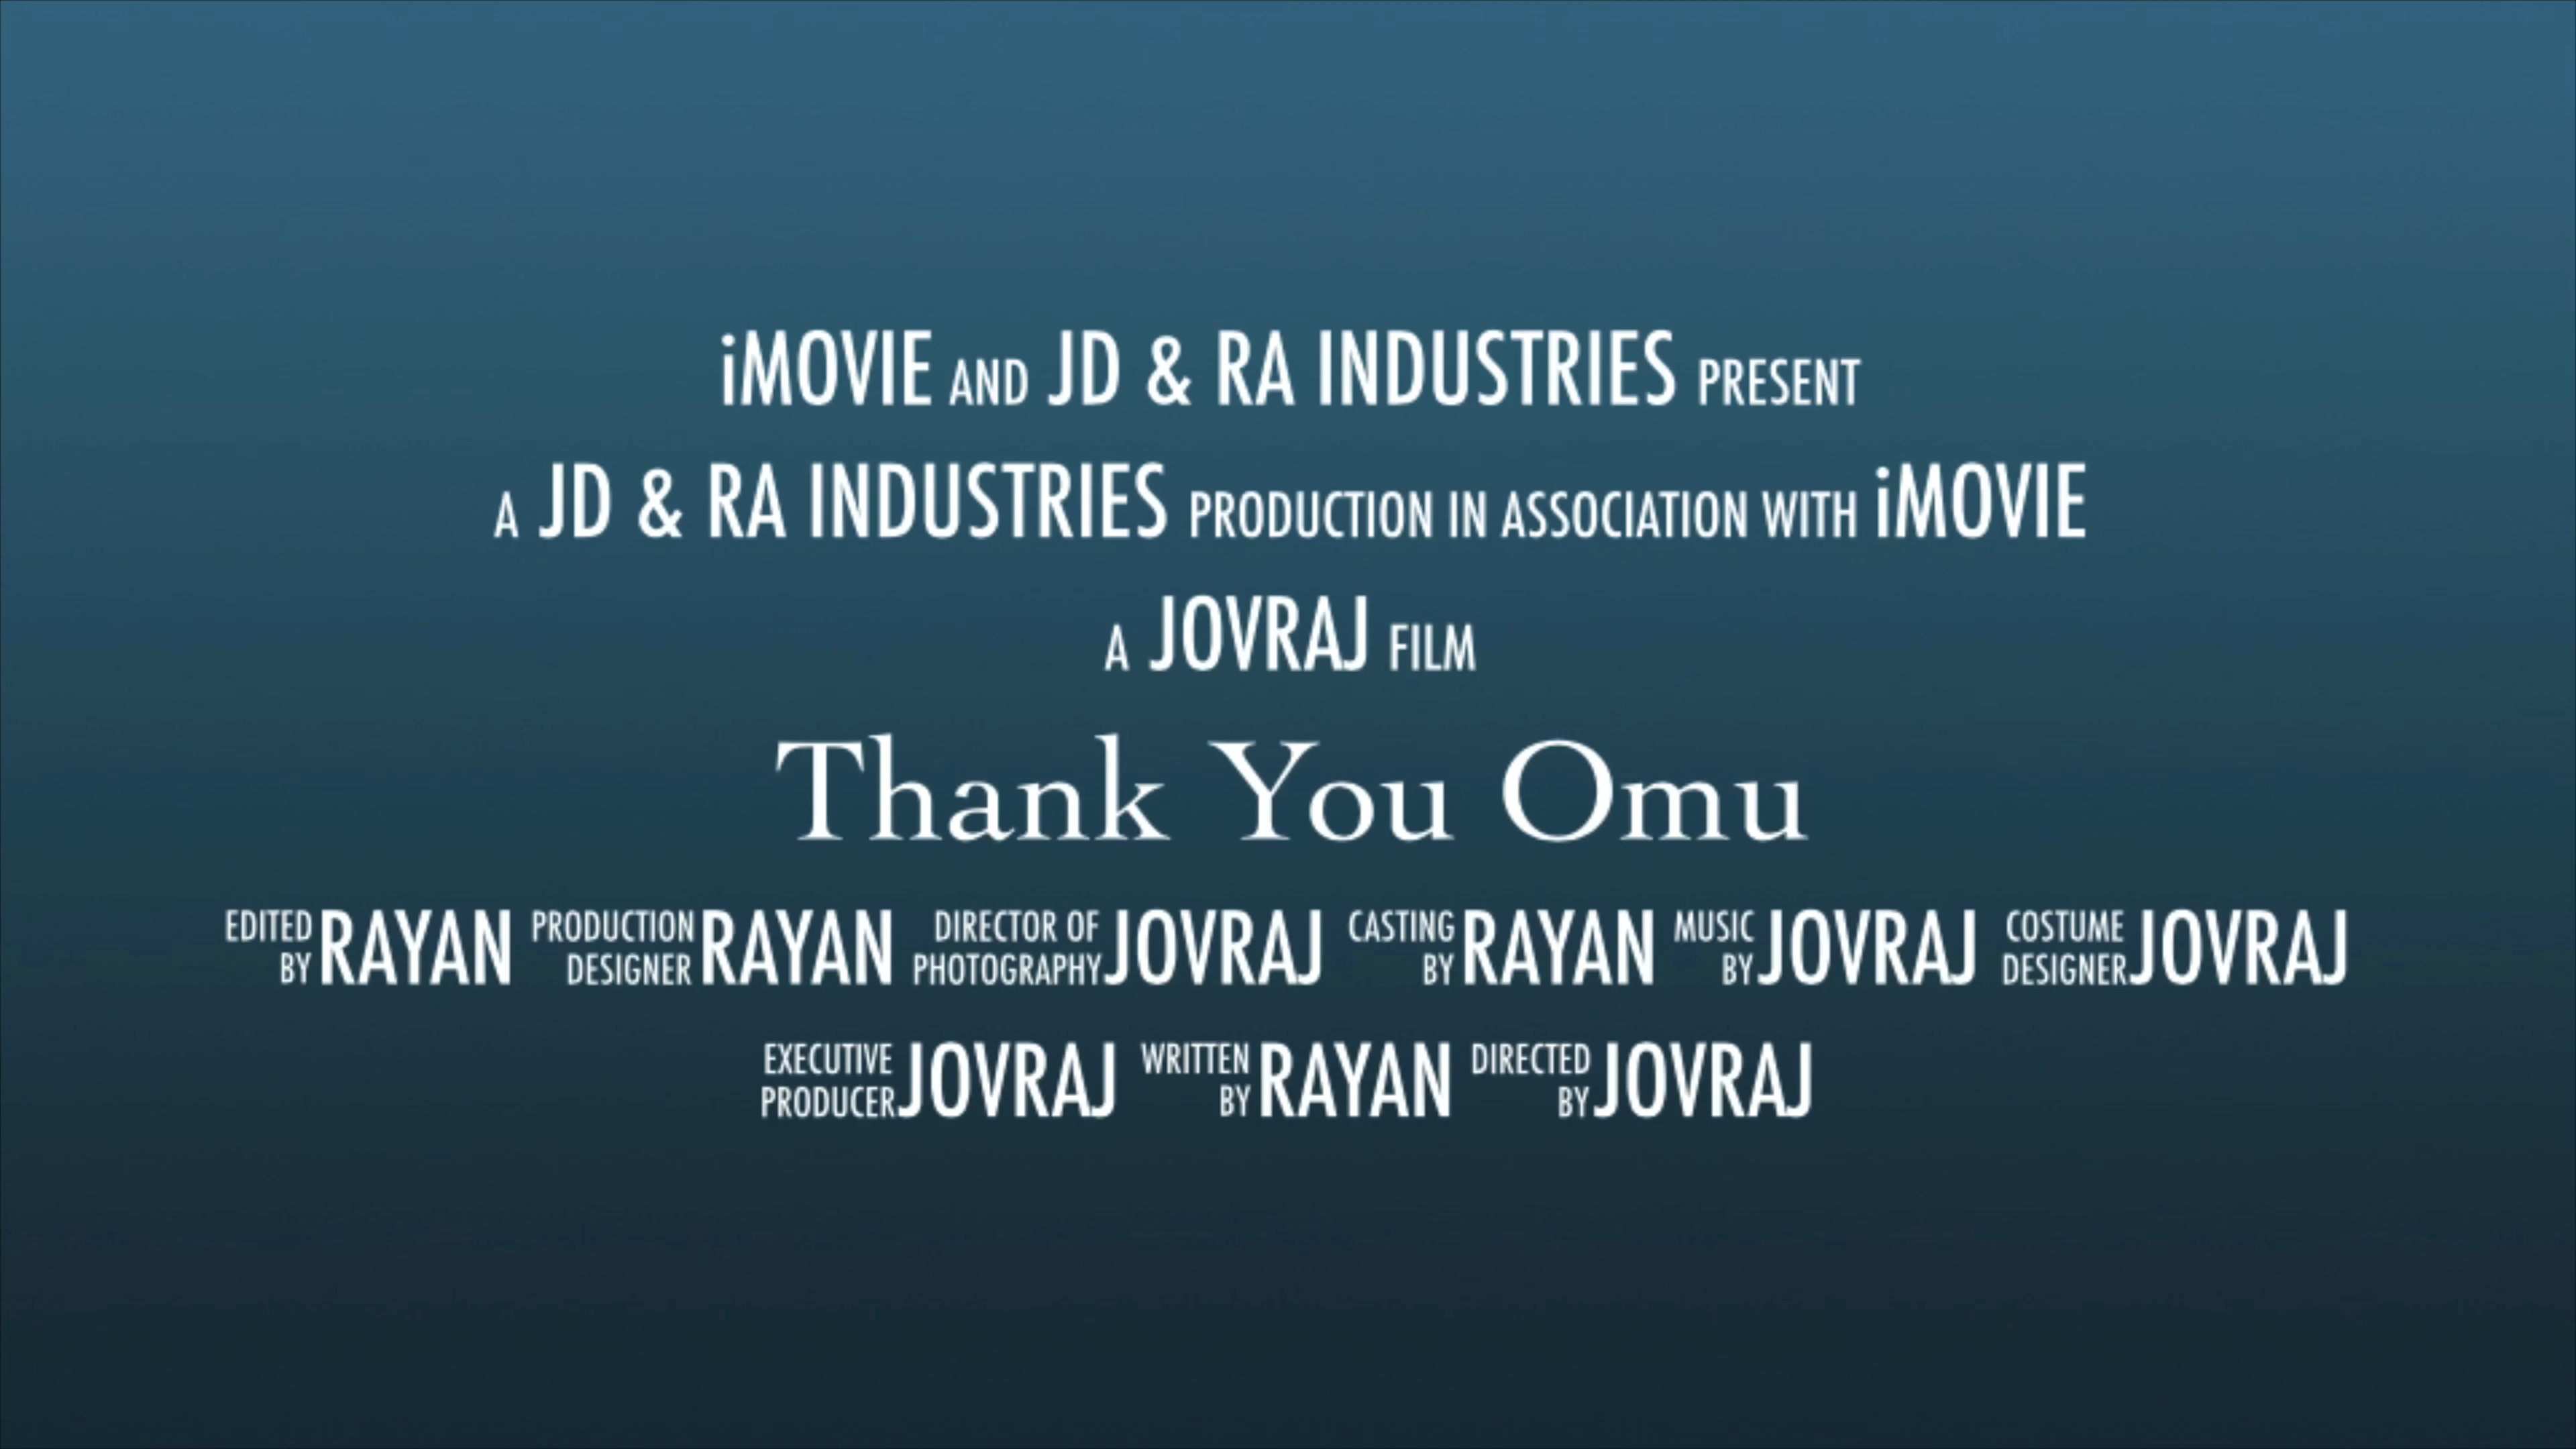 iMOVIE AND JD & RA INDUSTRIES PRESENT
A JD & RA INDUSTRIES PRODUCTION IN ASSOCIATION WITH iMOVIE
A JOVRAJ FILM
Thank You Omu
EDITED BY RAYAN PRODUCTION DESIGNER RAYAN DIRECTOR OF PHOTOGRAPHY JOVRAJ CASTING BY RAYAN MUSIC BY JOVRAJ COSTUME DESIGNER JOVRAJ
EXECUTIVE PRODUCER JOVRAJ WRITTEN BY RAYAN DIRECTED BY JOVRAJ